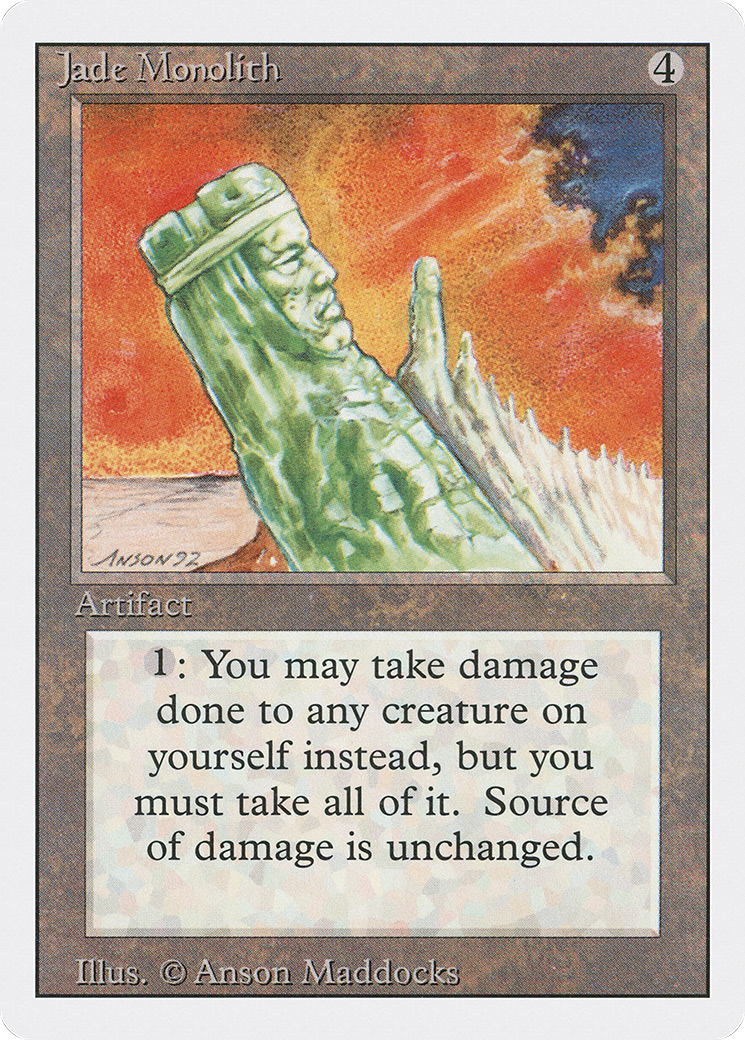 Jade Monolith 4
ANSON 92
Artifact
1: You may take damage
done to any creature on
yourself instead, but you
must take all of it. Source
of damage is unchanged.
Illus. © Anson Maddocks